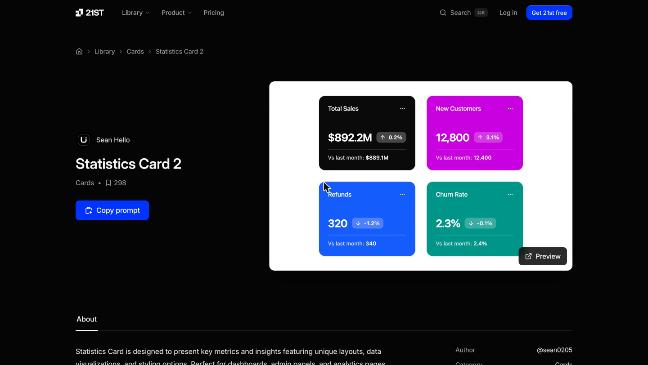 21ST
Library
Product
Pricing
Search
⌘K
Log in
Get 21st free
Library
Cards
Statistics Card 2
Sean Hello
Statistics Card 2
Cards • 298
Copy prompt
Total Sales
$892.2M
0.2%
Vs last month: $889.1M
New Customers
12,800
3.1%
Vs last month: 12,400
Refunds
320
-1.2%
Vs last month: 340
Churn Rate
2.3%
-0.1%
Vs last month: 2.4%
Preview
About
Statistics Card is designed to present key metrics and insights featuring unique layouts, data
visualizations, and styling options. Perfect for dashboards, admin panels, and analytics pages.
Author
@sean0205
Category
Cards